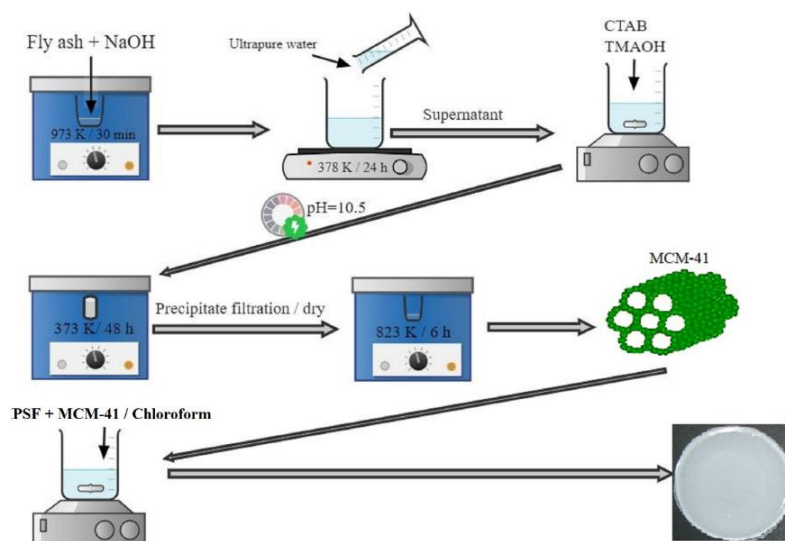 Fly ash + NaOH
973 K / 30 min
Ultrapure water
378 K / 24 h
Supernatant
CTAB
TMAOH
pH=10.5
373 K/ 48 h
Precipitate filtration / dry
823 K / 6 h
MCM-41
PSF + MCM-41 / Chloroform